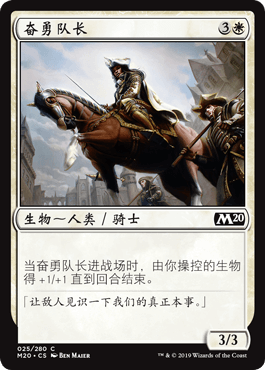 奋勇队长 3
生物～人类 / 骑士 M20
当奋勇队长进战场时，由你操控的生物
得 +1/+1 直到回合结束。
「让敌人见识一下我们的真正本事。」
3/3
025/280 C
M20 • CS BEN MAIER ™ & © 2019 Wizards of the Coast